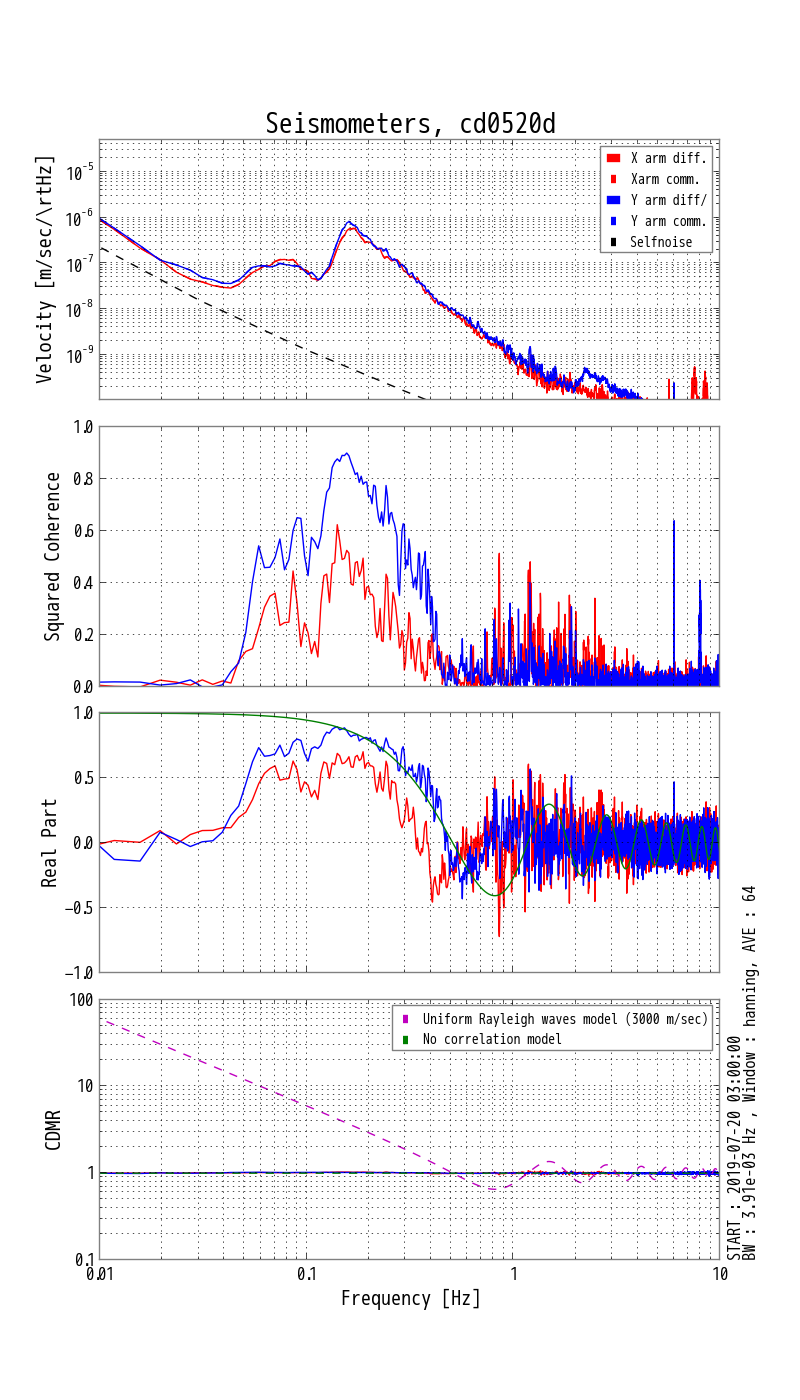 Seismometers, cd0520d
Velocity [m/sec/\rtHz]
10^-5
10^-6
10^-7
10^-8
10^-9
X arm diff.
Xarm comm.
Y arm diff/
Y arm comm.
Selfnoise
Squared Coherence
1.0
0.8
0.6
0.4
0.2
0.0
Real Part
1.0
0.5
0.0
−0.5
−1.0
CDMR
100
10
1
0.1
Uniform Rayleigh waves model (3000 m/sec)
No correlation model
0.01
0.1
1
10
Frequency [Hz]
START : 2019-07-20 03:00:00
BW : 3.91e-03 Hz , Window : hanning, AVE : 64